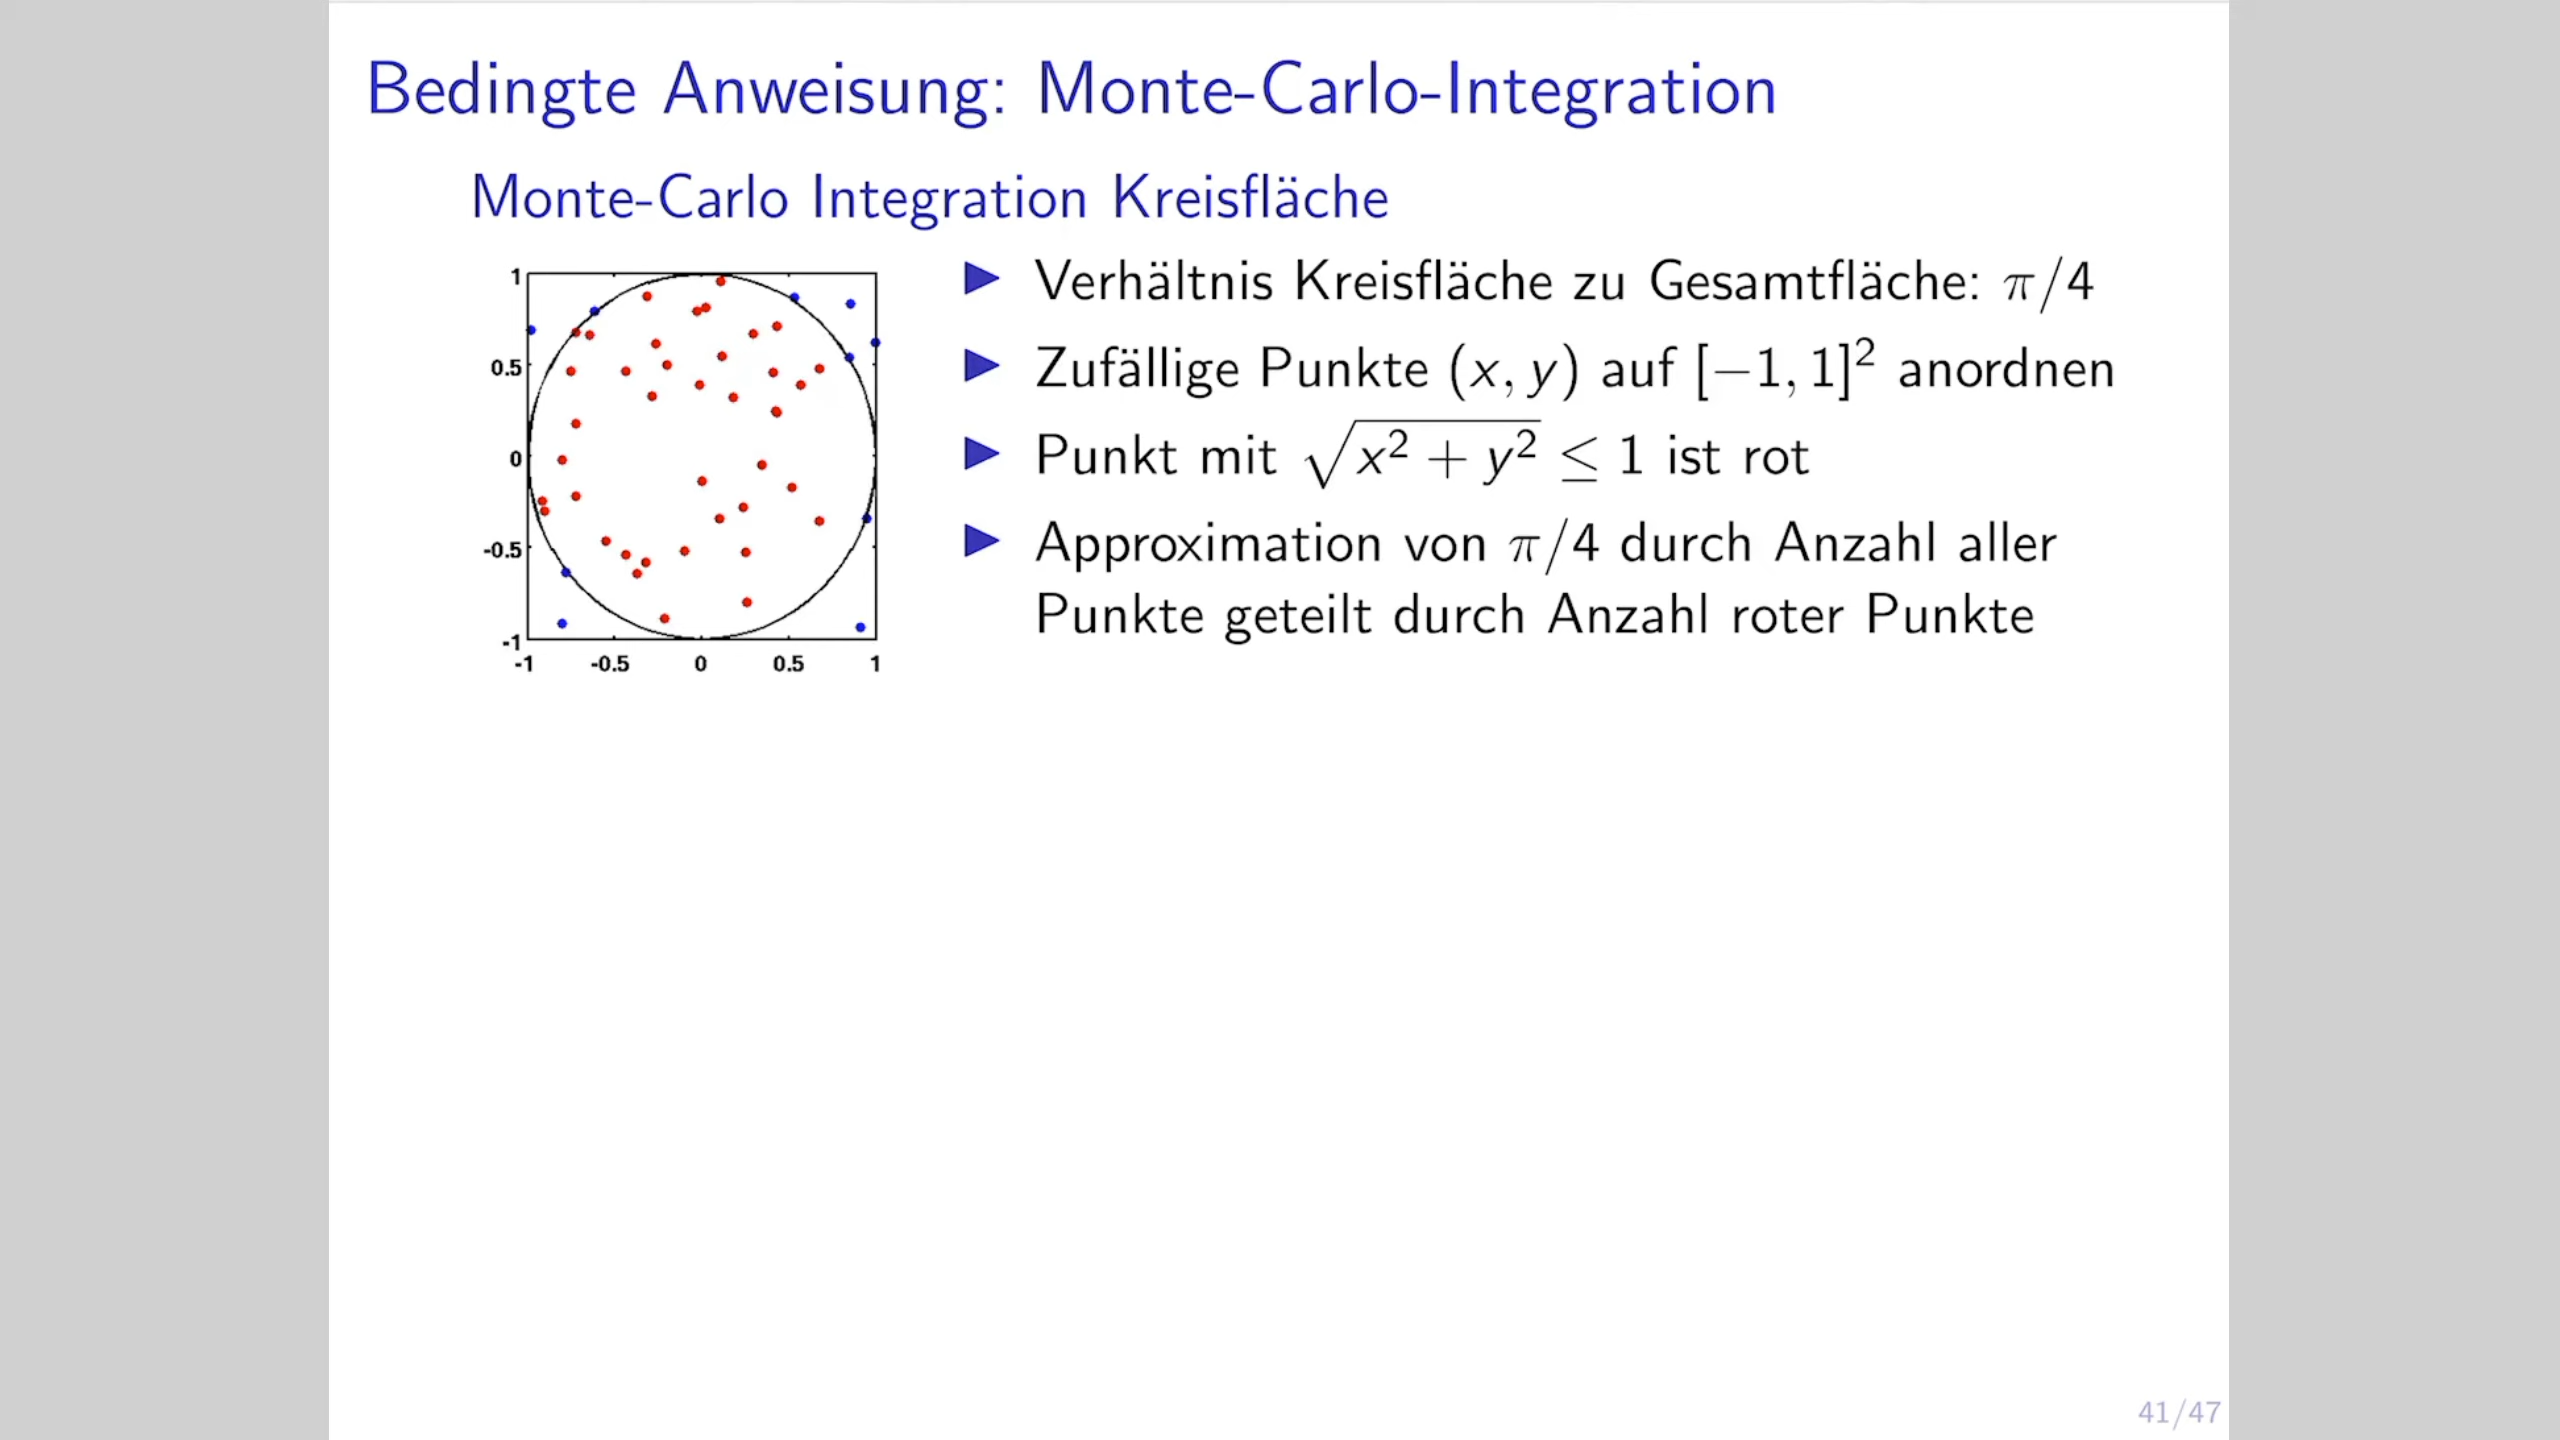 Bedingte Anweisung: Monte-Carlo-Integration
Monte-Carlo Integration Kreisfläche
1
0.5
0
-0.5
-1
-1 -0.5 0 0.5 1
▶ Verhältnis Kreisfläche zu Gesamtfläche: π/4
▶ Zufällige Punkte (x, y) auf [−1, 1]² anordnen
▶ Punkt mit √(x² + y²) ≤ 1 ist rot
▶ Approximation von π/4 durch Anzahl aller
Punkte geteilt durch Anzahl roter Punkte
41/47